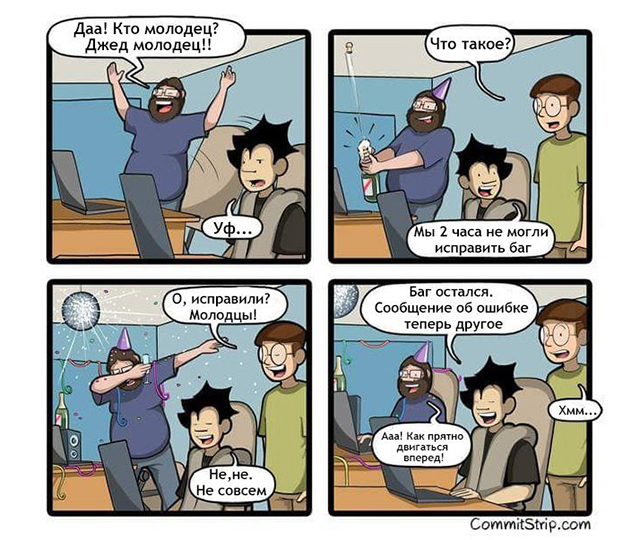 Даа! Кто молодец?
Джед молодец!!
Уф...
Что такое?
Мы 2 часа не могли
исправить баг
О, исправили?
Молодцы!
Не,не.
Не совсем
Баг остался.
Сообщение об ошибке
теперь другое
Хмм...
Ааа! Как прятно
двигаться
вперед!
CommitStrip.com